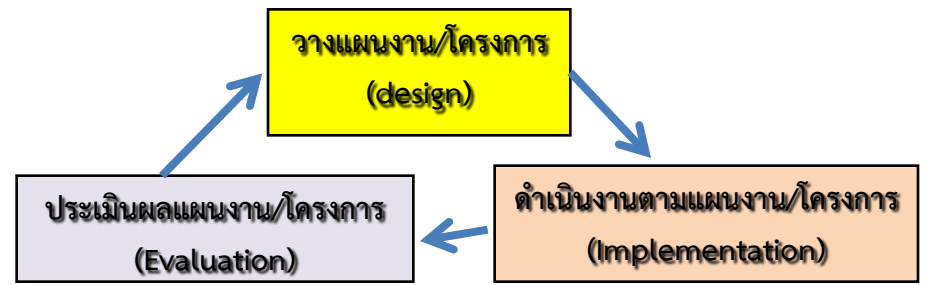 วางแผนงาน/โครงการ
(design)
ประเมินผลแผนงาน/โครงการ
(Evaluation)
ดำเนินงานตามแผนงาน/โครงการ
(Implementation)